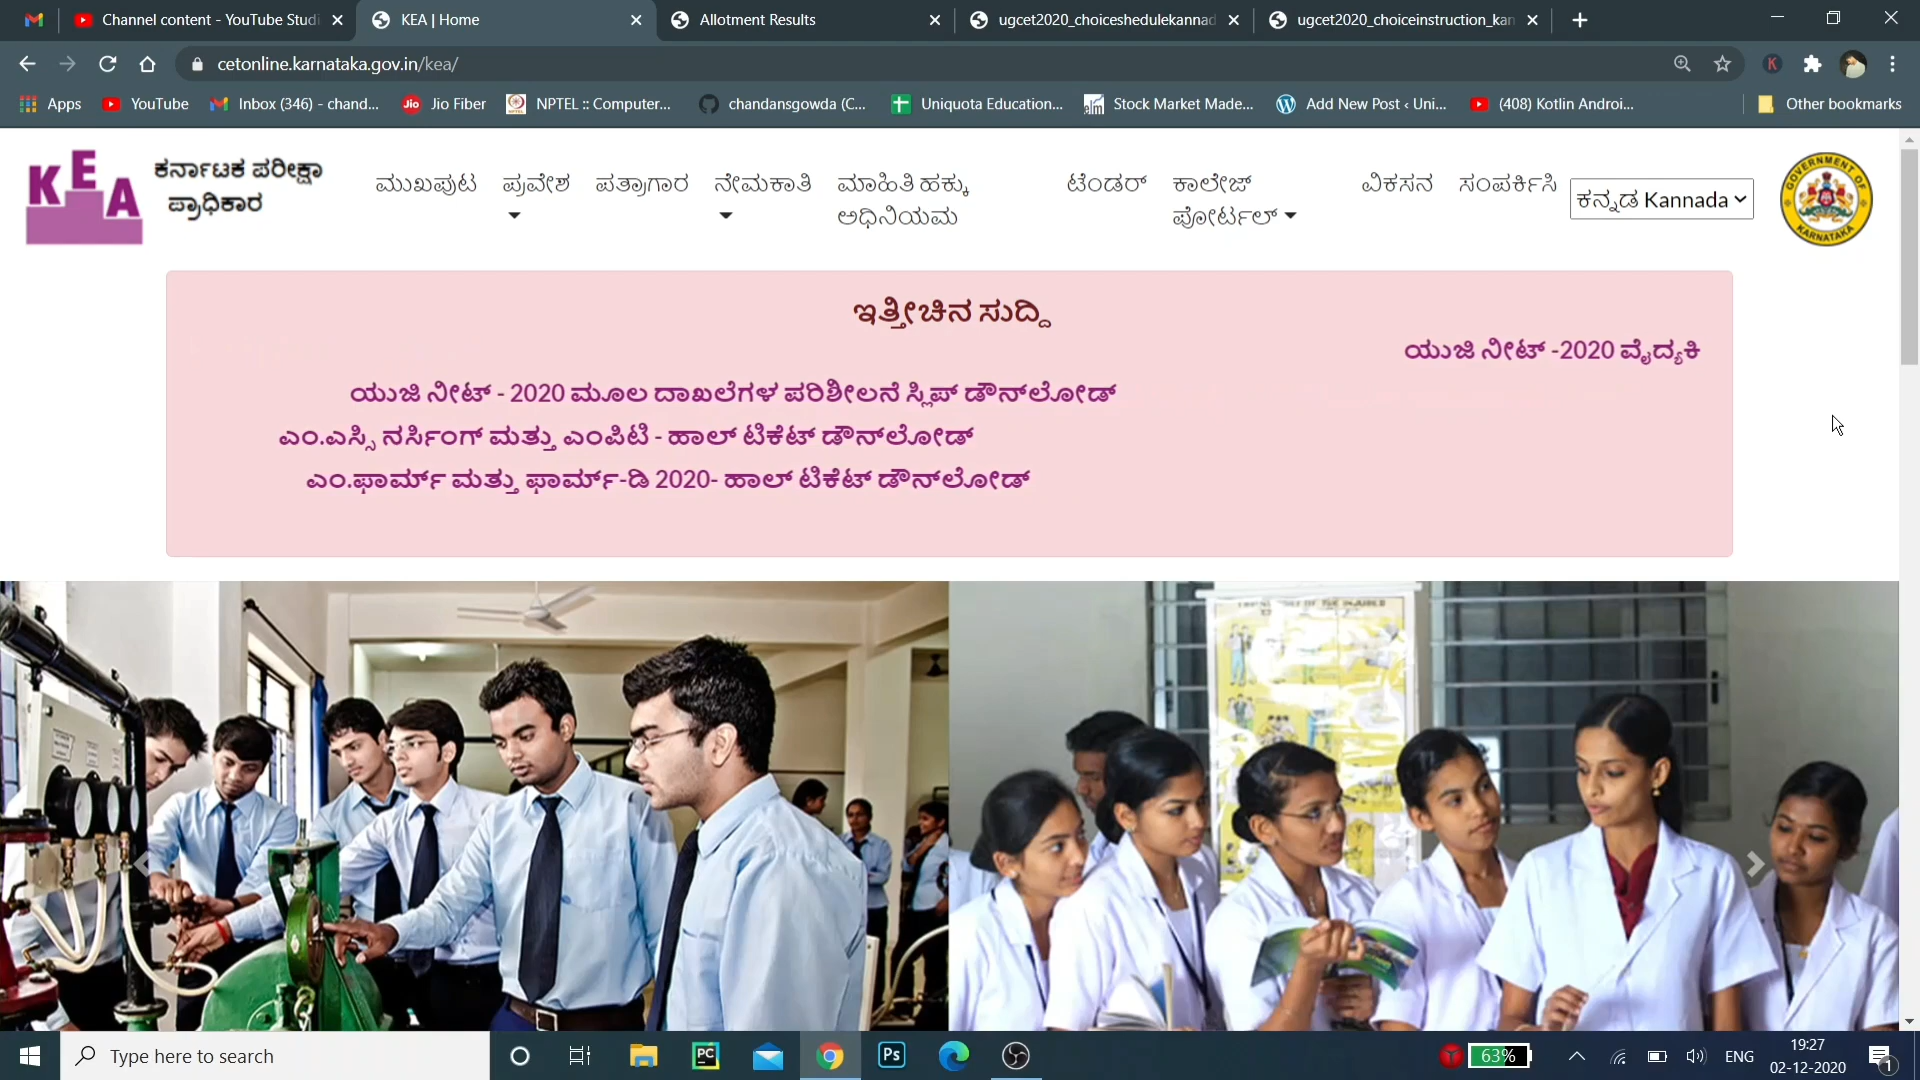 Channel content - YouTube Studi
KEA | Home
Allotment Results
ugcet2020_choiceshedulekannad
ugcet2020_choiceinstruction_kan
cetonline.karnataka.gov.in/kea/
Apps
YouTube
Inbox (346) - chand...
Jio Fiber
NPTEL :: Computer...
chandansgowda (C...
Uniquota Education...
Stock Market Made...
Add New Post ‹ Uni...
(408) Kotlin Androi...
Other bookmarks
KEA
ಕರ್ನಾಟಕ ಪರೀಕ್ಷಾ
ಪ್ರಾಧಿಕಾರ
ಮುಖಪುಟ
ಪ್ರವೇಶ
ಪತ್ರಾಗಾರ
ನೇಮಕಾತಿ
ಮಾಹಿತಿ ಹಕ್ಕು
ಅಧಿನಿಯಮ
ಟೆಂಡರ್
ಕಾಲೇಜ್
ಪೋರ್ಟಲ್
ವಿಕಸನ
ಸಂಪರ್ಕಿಸಿ
ಕನ್ನಡ Kannada
GOVERNMENT OF
KARNATAKA
ಇತ್ತೀಚಿನ ಸುದ್ದಿ
ಯುಜಿ ನೀಟ್ -2020 ವೈದ್ಯಕಿ
ಯುಜಿ ನೀಟ್ - 2020 ಮೂಲ ದಾಖಲೆಗಳ ಪರಿಶೀಲನೆ ಸ್ಲಿಪ್ ಡೌನ್‌ಲೋಡ್
ಎಂ.ಎಸ್ಸಿ ನರ್ಸಿಂಗ್ ಮತ್ತು ಎಂಪಿಟಿ - ಹಾಲ್ ಟಿಕೆಟ್ ಡೌನ್‌ಲೋಡ್
ಎಂ.ಫಾರ್ಮ್ ಮತ್ತು ಫಾರ್ಮ್-ಡಿ 2020- ಹಾಲ್ ಟಿಕೆಟ್ ಡೌನ್‌ಲೋಡ್
Type here to search
63%
ENG
19:27
02-12-2020
1